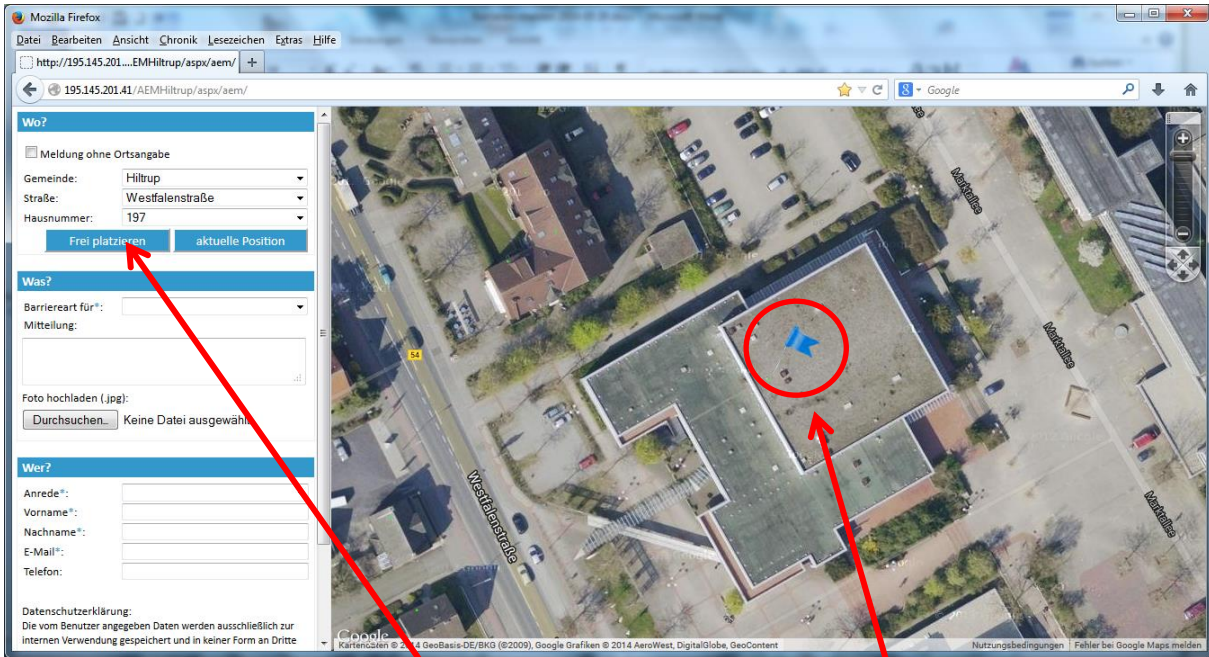 Mozilla Firefox
Datei Bearbeiten Ansicht Chronik Lesezeichen Extras Hilfe
http://195.145.201....EMHiltrup/aspx/aem/ +
195.145.201.41/AEMHiltrup/aspx/aem/
8 Google
Wo?
Meldung ohne Ortsangabe
Gemeinde: Hiltrup
Straße: Westfalenstraße
Hausnummer: 197
Frei platzieren aktuelle Position
Was?
Barriereart für*:
Mitteilung:
Foto hochladen (.jpg):
Durchsuchen... Keine Datei ausgewähl
Wer?
Anrede*:
Vorname*:
Nachname*:
E-Mail*:
Telefon:
Datenschutzerklärung:
Die vom Benutzer angegeben Daten werden ausschließlich zur
internen Verwendung gespeichert und in keiner Form an Dritte
54
Westfalenstraße
Marktallee
Marktallee
Marktallee
Google
Kartendaten © 2014 GeoBasis-DE/BKG (©2009), Google Grafiken © 2014 AeroWest, DigitalGlobe, GeoContent
Nutzungsbedingungen Fehler bei Google Maps melden